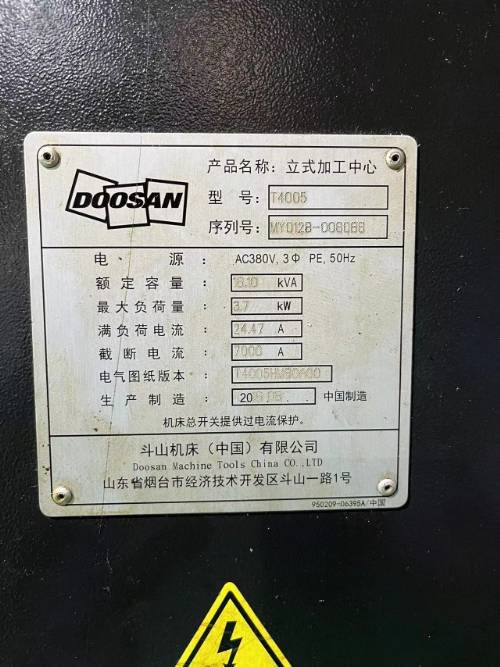 DOOSAN
产品名称: 立式加工中心
型 号: T4005
序列号:
电、 源: AC380V, 3Φ PE, 50Hz
额定容量: 16.10 kVA
最大负荷量: 3.7 kW
满负荷电流: 24.47 A
截断电流: 7000 A
电气图纸版本:
生产制造: 中国制造
机床总开关提供过电流保护。
斗山机床(中国)有限公司
Doosan Machine Tools China CO.,LTD
山东省烟台市经济技术开发区斗山一路1号
950209-06395A/中国